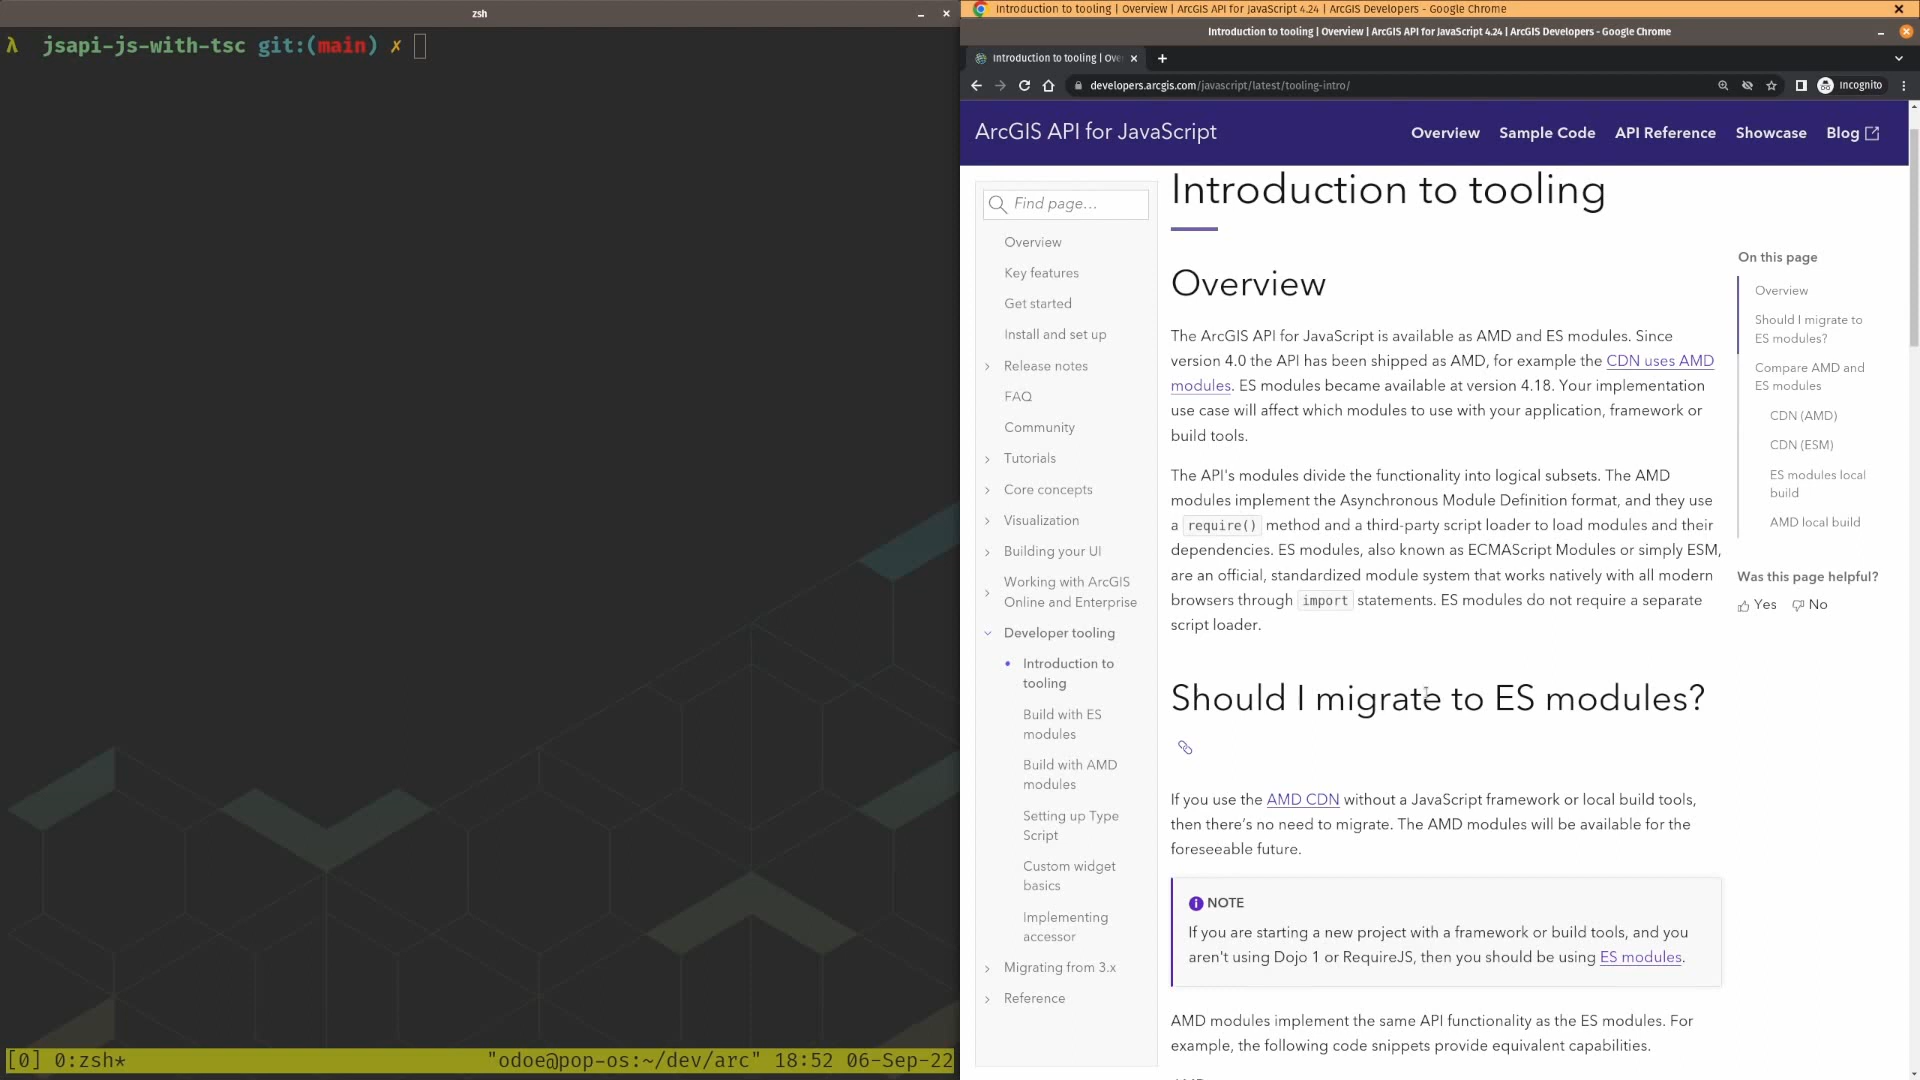 zsh
λ jsapi-js-with-tsc git:(main) ✗
[0] 0:zsh* "odoe@pop-os:~/dev/arc" 18:52 06-Sep-22
Introduction to tooling | Overview | ArcGIS API for JavaScript 4.24 | ArcGIS Developers - Google Chrome
Introduction to tooling | Overview | ArcGIS API for JavaScript 4.24 | ArcGIS Developers - Google Chrome
Introduction to tooling | Ove
developers.arcgis.com/javascript/latest/tooling-intro/
Incognito
ArcGIS API for JavaScript
Overview Sample Code API Reference Showcase Blog
Find page...
Overview
Key features
Get started
Install and set up
Release notes
FAQ
Community
Tutorials
Core concepts
Visualization
Building your UI
Working with ArcGIS
Online and Enterprise
Developer tooling
Introduction to
tooling
Build with ES
modules
Build with AMD
modules
Setting up Type
Script
Custom widget
basics
Implementing
accessor
Migrating from 3.x
Reference
Introduction to tooling
Overview
The ArcGIS API for JavaScript is available as AMD and ES modules. Since
version 4.0 the API has been shipped as AMD, for example the CDN uses AMD
modules. ES modules became available at version 4.18. Your implementation
use case will affect which modules to use with your application, framework or
build tools.
The API's modules divide the functionality into logical subsets. The AMD
modules implement the Asynchronous Module Definition format, and they use
a require() method and a third-party script loader to load modules and their
dependencies. ES modules, also known as ECMAScript Modules or simply ESM,
are an official, standardized module system that works natively with all modern
browsers through import statements. ES modules do not require a separate
script loader.
Should I migrate to ES modules?
If you use the AMD CDN without a JavaScript framework or local build tools,
then there's no need to migrate. The AMD modules will be available for the
foreseeable future.
NOTE
If you are starting a new project with a framework or build tools, and you
aren't using Dojo 1 or RequireJS, then you should be using ES modules.
AMD modules implement the same API functionality as the ES modules. For
example, the following code snippets provide equivalent capabilities.
On this page
Overview
Should I migrate to
ES modules?
Compare AMD and
ES modules
CDN (AMD)
CDN (ESM)
ES modules local
build
AMD local build
Was this page helpful?
Yes No